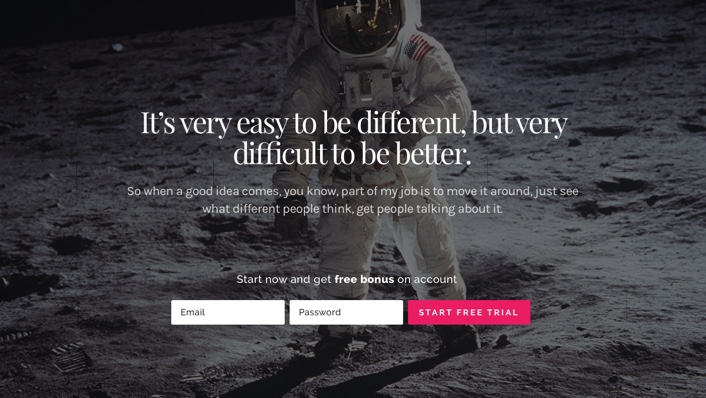 It’s very easy to be different, but very
difficult to be better.
So when a good idea comes, you know, part of my job is to move it around, just see
what different people think, get people talking about it.
Start now and get free bonus on account
Email
Password
START FREE TRIAL